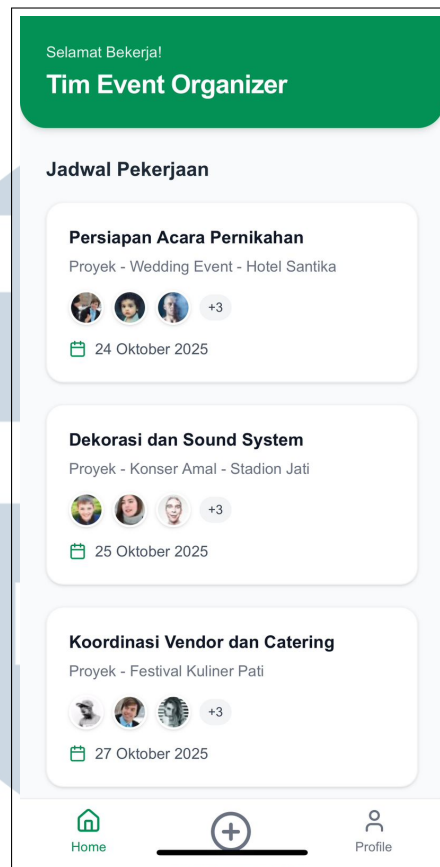 Selamat Bekerja!
Tim Event Organizer
Jadwal Pekerjaan
Persiapan Acara Pernikahan
Proyek - Wedding Event - Hotel Santika
+3
24 Oktober 2025
Dekorasi dan Sound System
Proyek - Konser Amal - Stadion Jati
+3
25 Oktober 2025
Koordinasi Vendor dan Catering
Proyek - Festival Kuliner Pati
+3
27 Oktober 2025
Home
Profile